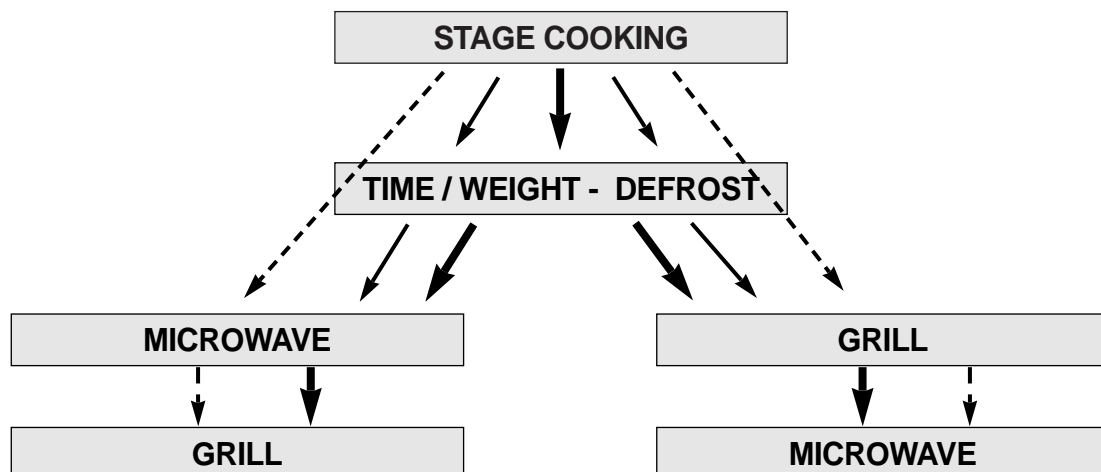 STAGE COOKING
TIME / WEIGHT - DEFROST
MICROWAVE
GRILL
GRILL
MICROWAVE